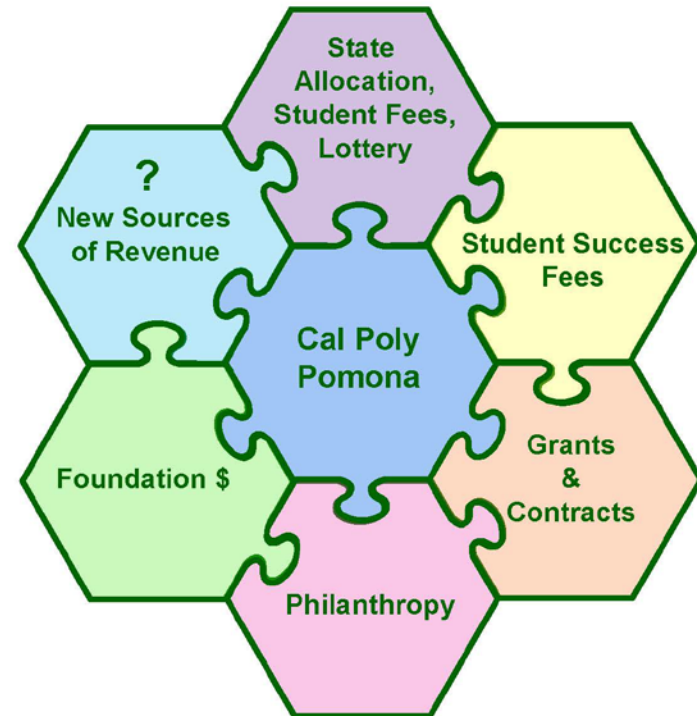 State
Allocation,
Student Fees,
Lottery
?
New Sources
of Revenue
Student Success
Fees
Cal Poly
Pomona
Foundation $
Grants
&
Contracts
Philanthropy